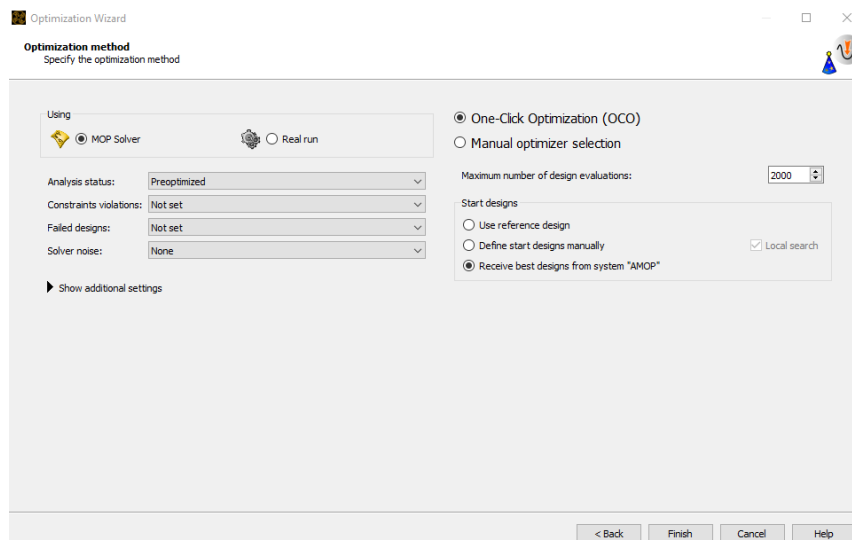 Optimization Wizard
Optimization method
Specify the optimization method
Using
MOP Solver
Real run
Analysis status: Preoptimized
Constraints violations: Not set
Failed designs: Not set
Solver noise: None
Show additional settings
One-Click Optimization (OCO)
Manual optimizer selection
Maximum number of design evaluations: 2000
Start designs
Use reference design
Define start designs manually
Local search
Receive best designs from system "AMOP"
< Back Finish Cancel Help